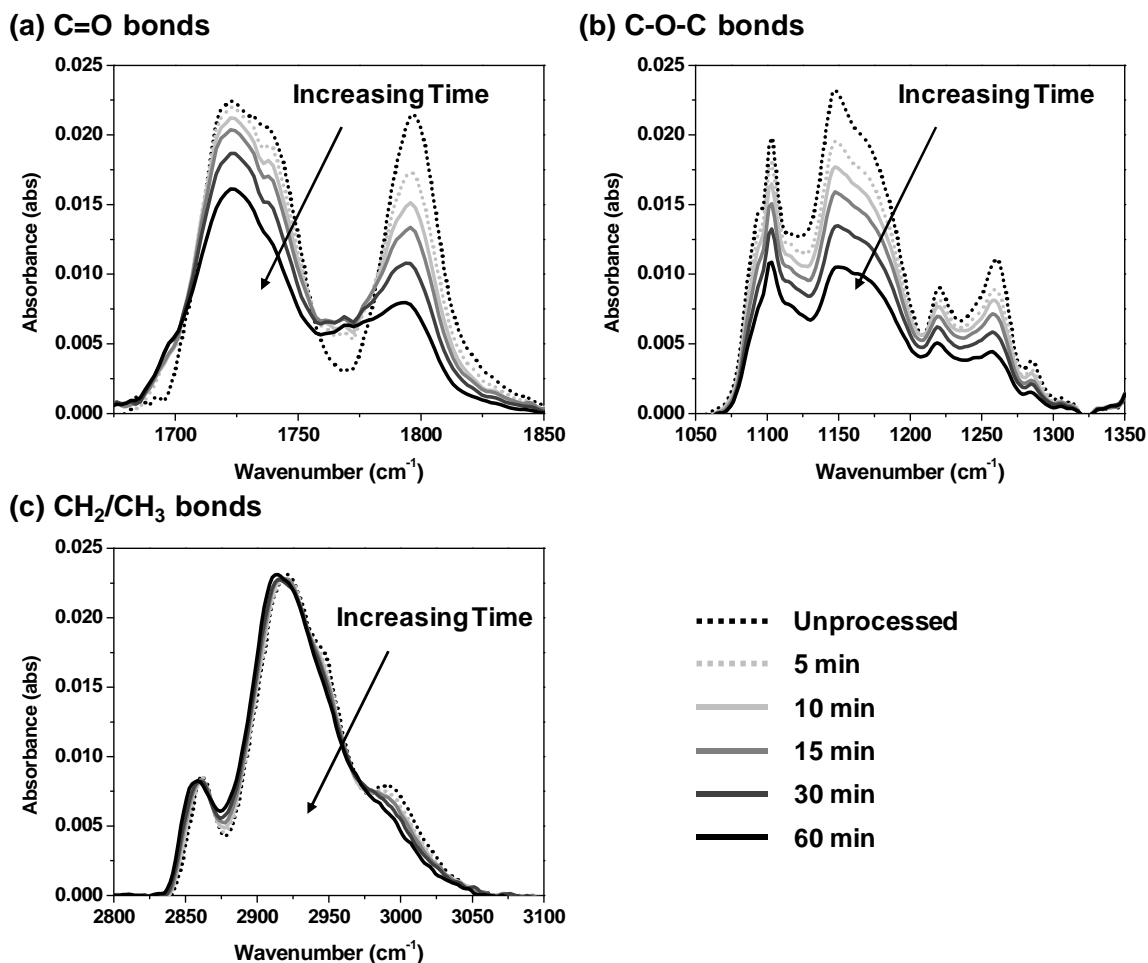 (a) C=O bonds
0.025
0.020
0.015
0.010
0.005
0.000
Absorbance (abs)
Increasing Time
1700 1750 1800 1850
Wavenumber (cm⁻¹)
(b) C-O-C bonds
0.025
0.020
0.015
0.010
0.005
0.000
Absorbance (abs)
Increasing Time
1050 1100 1150 1200 1250 1300 1350
Wavenumber (cm⁻¹)
(c) CH₂/CH₃ bonds
0.025
0.020
0.015
0.010
0.005
0.000
Absorbance (abs)
Increasing Time
2800 2850 2900 2950 3000 3050 3100
Wavenumber (cm⁻¹)
Unprocessed
5 min
10 min
15 min
30 min
60 min